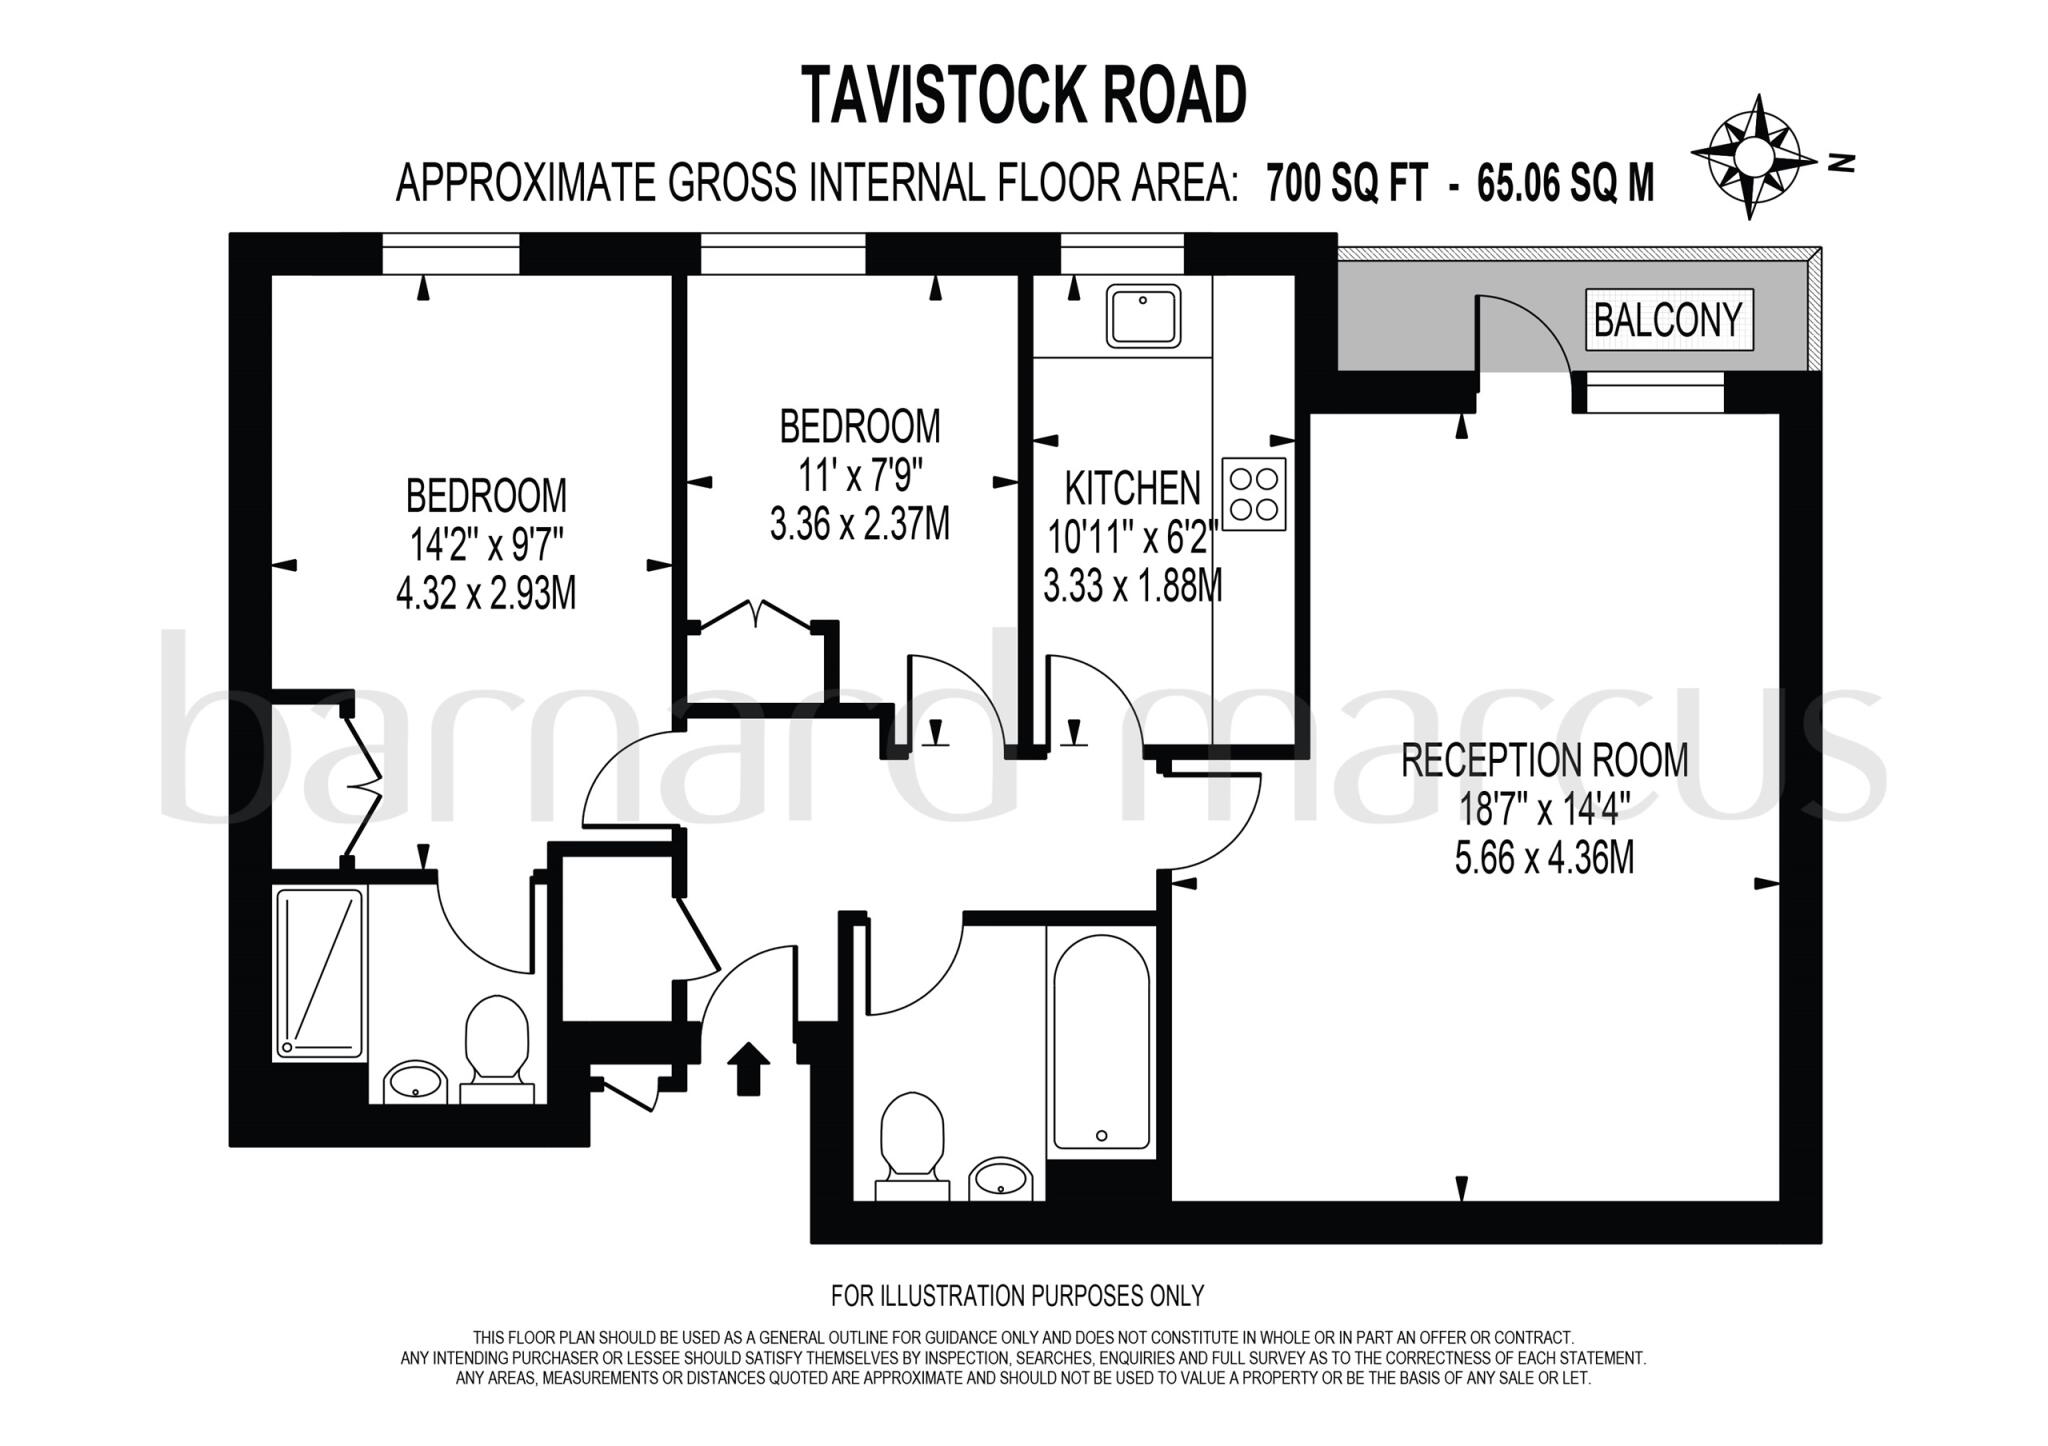 TAVISTOCK ROAD
APPROXIMATE GROSS INTERNAL FLOOR AREA: 700 SQ FT - 65.06 SQ M
N
BALCONY
BEDROOM
11' x 7'9"
3.36 x 2.37M
BEDROOM
14'2" x 9'7"
4.32 x 2.93M
KITCHEN
10'11" x 6'2"
3.33 x 1.88M
barnard marcus
RECEPTION ROOM
18'7" x 14'4"
5.66 x 4.36M
FOR ILLUSTRATION PURPOSES ONLY
THIS FLOOR PLAN SHOULD BE USED AS A GENERAL OUTLINE FOR GUIDANCE ONLY AND DOES NOT CONSTITUTE IN WHOLE OR IN PART AN OFFER OR CONTRACT.
ANY INTENDING PURCHASER OR LESSEE SHOULD SATISFY THEMSELVES BY INSPECTION, SEARCHES, ENQUIRIES AND FULL SURVEY AS TO THE CORRECTNESS OF EACH STATEMENT.
ANY AREAS, MEASUREMENTS OR DISTANCES QUOTED ARE APPROXIMATE AND SHOULD NOT BE USED TO VALUE A PROPERTY OR BE THE BASIS OF ANY SALE OR LET.